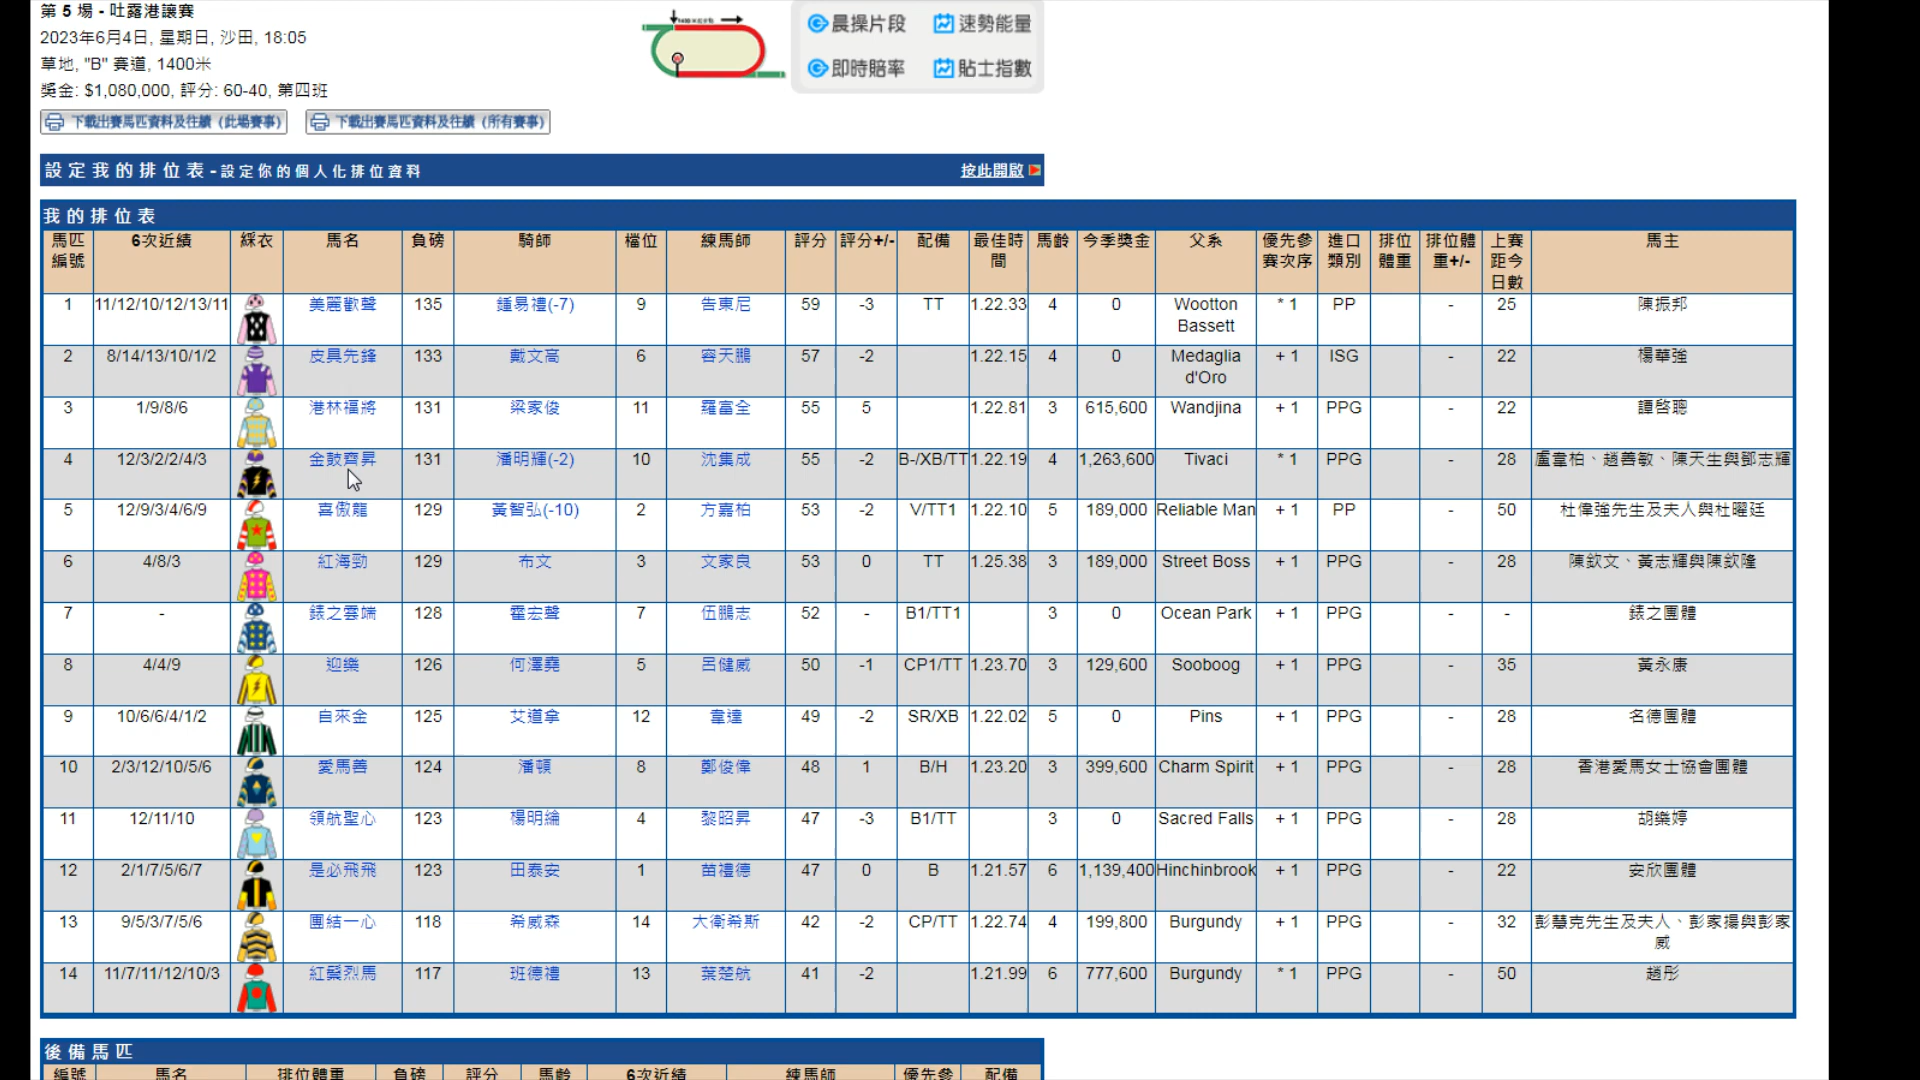 第 5 場 - 吐露港讓賽
2023年6月4日, 星期日, 沙田, 18:05
草地, "B" 賽道, 1400米
獎金: $1,080,000, 評分: 60-40, 第四班
晨操片段 速勢能量
即時賠率 貼士指數
下載出賽馬匹資料及往績 (此場賽事) 下載出賽馬匹資料及往績 (所有賽事)
設定我的排位表 - 設定你的個人化排位資料 按此開啟
我的排位表
馬匹編號 6次近績 綵衣 馬名 負磅 騎師 檔位 練馬師 評分 評分+/- 配備 最佳時間 馬齡 今季獎金 父系 優先參賽次序 進口類別 排位體重 排位體重+/- 上賽距今日數 馬主
1 11/12/10/12/13/11 美麗歡聲 135 鍾易禮(-7) 9 告東尼 59 -3 TT 1.22.33 4 0 Wootton Bassett * 1 PP - 25 陳振邦
2 8/14/13/10/1/2 皮具先鋒 133 戴文高 6 容天鵬 57 -2 1.22.15 4 0 Medaglia d'Oro + 1 ISG - 22 楊華強
3 1/9/8/6 港林福將 131 梁家俊 11 羅富全 55 5 1.22.81 3 615,600 Wandjina + 1 PPG - 22 譚啓聰
4 12/3/2/2/4/3 金鼓齊昇 131 潘明輝(-2) 10 沈集成 55 -2 B-/XB/TT 1.22.19 4 1,263,600 Tivaci * 1 PPG - 28 盧韋柏、趙善敏、陳天生與鄧志輝
5 12/9/3/4/6/9 喜傲龍 129 黃智弘(-10) 2 方嘉柏 53 -2 V/TT1 1.22.10 5 189,000 Reliable Man + 1 PP - 50 杜偉強先生及夫人與杜曜廷
6 4/8/3 紅海勁 129 布文 3 文家良 53 0 TT 1.25.38 3 189,000 Street Boss + 1 PPG - 28 陳欽文、黃志輝與陳欽隆
7 - 錶之雲端 128 霍宏聲 7 伍鵬志 52 - B1/TT1 3 0 Ocean Park + 1 PPG - - 錶之團體
8 4/4/9 迎樂 126 何澤堯 5 呂健威 50 -1 CP1/TT 1.23.70 3 129,600 Sooboog + 1 PPG - 35 黃永康
9 10/6/6/4/1/2 自來金 125 艾道拿 12 韋達 49 -2 SR/XB 1.22.02 5 0 Pins + 1 PPG - 28 名德團體
10 2/3/12/10/5/6 愛馬善 124 潘頓 8 鄭俊偉 48 1 B/H 1.23.20 3 399,600 Charm Spirit + 1 PPG - 28 香港愛馬女士協會團體
11 12/11/10 領航聖心 123 楊明綸 4 黎昭昇 47 -3 B1/TT 3 0 Sacred Falls + 1 PPG - 28 胡樂婷
12 2/1/7/5/6/7 是必飛飛 123 田泰安 1 苗禮德 47 0 B 1.21.57 6 1,139,400 Hinchinbrook + 1 PPG - 22 安欣團體
13 9/5/3/7/5/6 團結一心 118 希威森 14 大衛希斯 42 -2 CP/TT 1.22.74 4 199,800 Burgundy + 1 PPG - 32 彭慧克先生及夫人、彭家揚與彭家威
14 11/7/11/12/10/3 紅鬃烈馬 117 班德禮 13 葉楚航 41 -2 1.21.99 6 777,600 Burgundy * 1 PPG - 50 趙彤
後備馬匹
編號 馬名 排位體重 負磅 評分 馬齡 6次近績 練馬師 優先參 配備